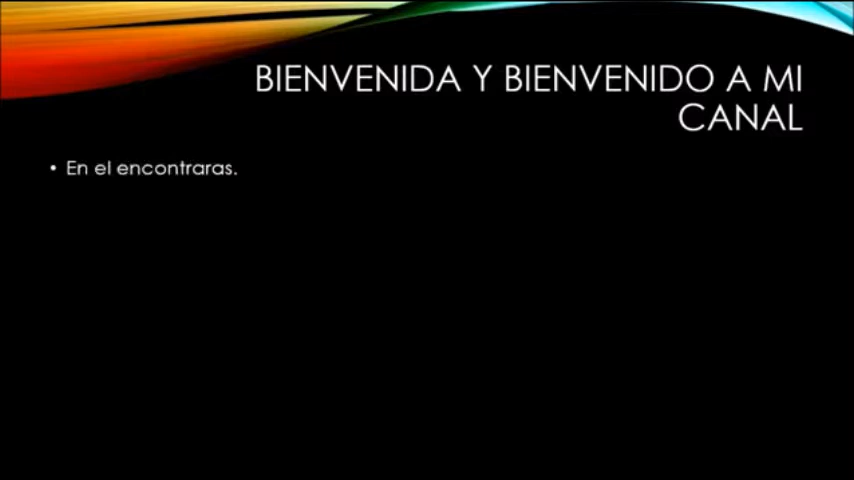 BIENVENIDA Y BIENVENIDO A MI
CANAL
• En el encontraras.